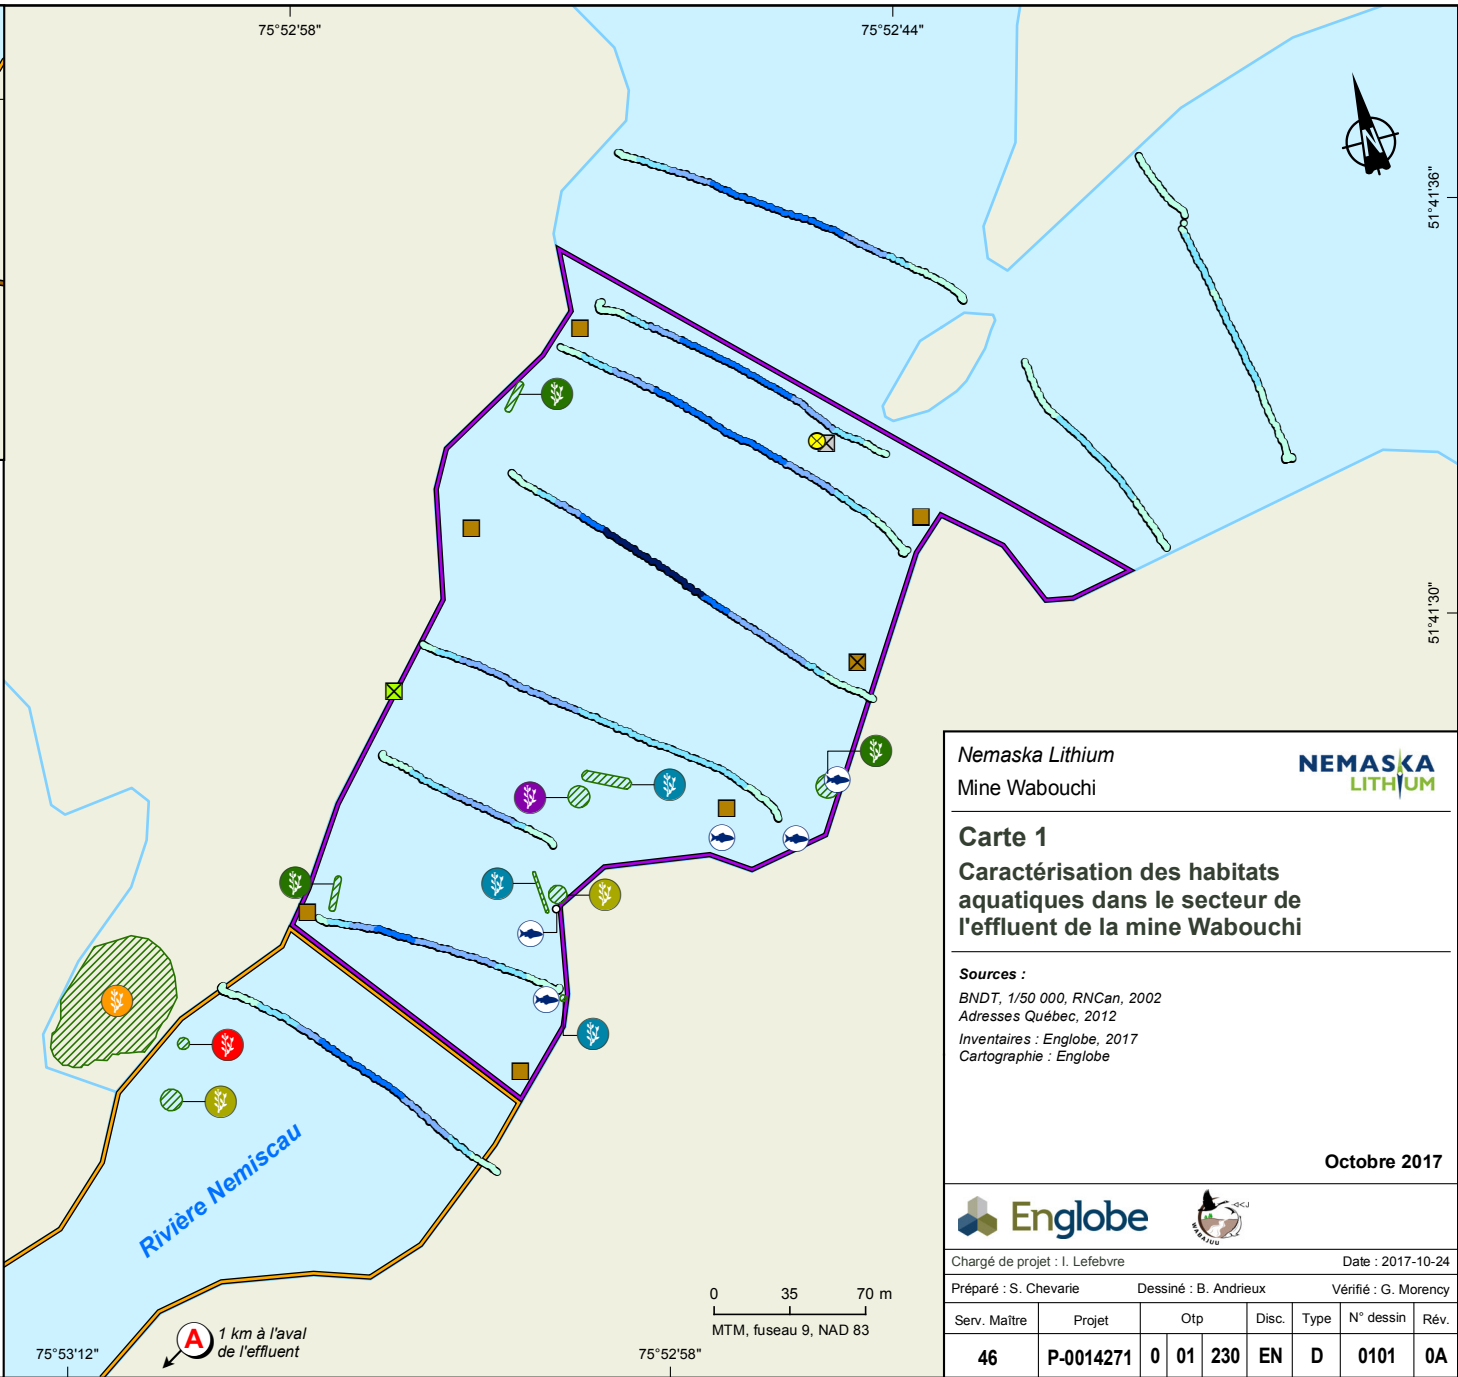 75°52'58"
75°52'44"
N
51°41'36"
51°41'30"
Nemaska Lithium
Mine Wabouchi
NEMASKA
LITHIUM
Carte 1
Caractérisation des habitats
aquatiques dans le secteur de
l'effluent de la mine Wabouchi
Sources :
BNDT, 1/50 000, RNCan, 2002
Adresses Québec, 2012
Inventaires : Englobe, 2017
Cartographie : Englobe
Octobre 2017
Englobe
WABAJUU
Chargé de projet : I. Lefebvre
Date : 2017-10-24
Préparé : S. Chevarie Dessiné : B. Andrieux Vérifié : G. Morency
Serv. Maître Projet Otp Disc. Type N° dessin Rév.
46 P-0014271 0 01 230 EN D 0101 0A
Rivière Nemiscau
0 35 70 m
MTM, fuseau 9, NAD 83
A 1 km à l'aval
de l'effluent
75°53'12"
75°52'58"